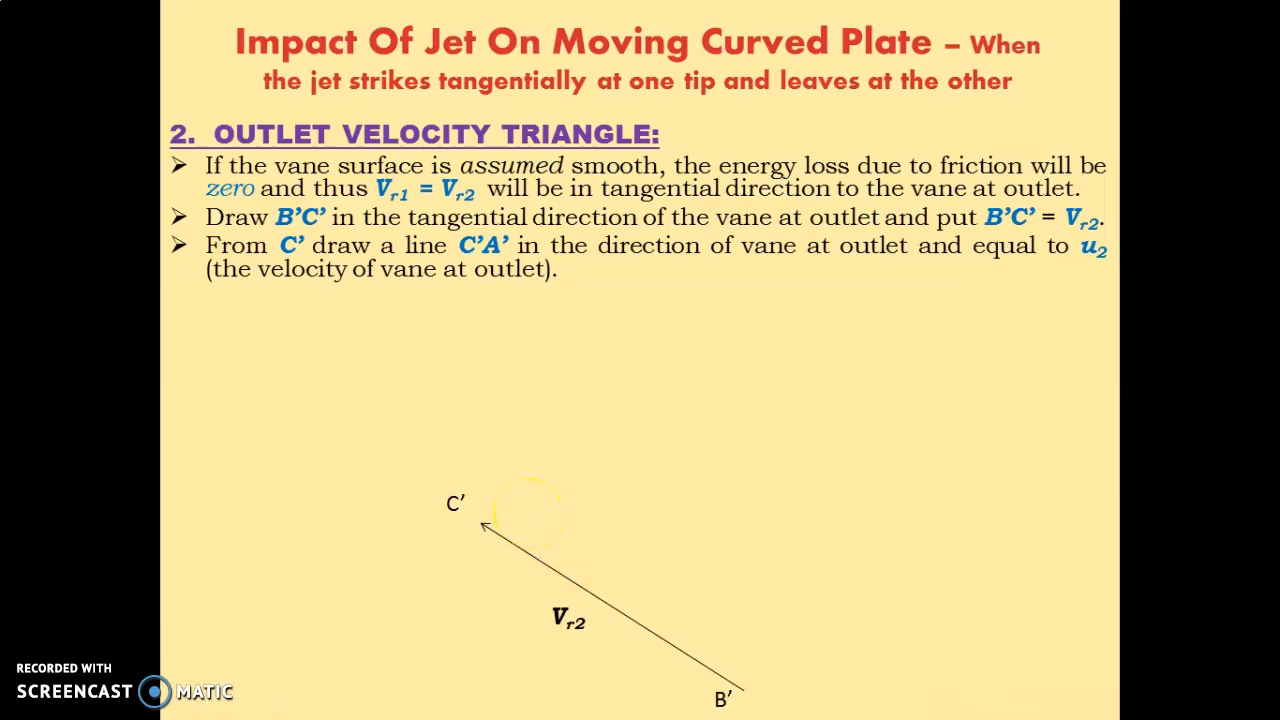 Impact Of Jet On Moving Curved Plate – When
the jet strikes tangentially at one tip and leaves at the other
2. OUTLET VELOCITY TRIANGLE:
➢ If the vane surface is assumed smooth, the energy loss due to friction will be
zero and thus Vr1 = Vr2 will be in tangential direction to the vane at outlet.
➢ Draw B’C’ in the tangential direction of the vane at outlet and put B’C’ = Vr2.
➢ From C’ draw a line C’A’ in the direction of vane at outlet and equal to u2
(the velocity of vane at outlet).
C’
Vr2
B’
RECORDED WITH
SCREENCAST MATIC